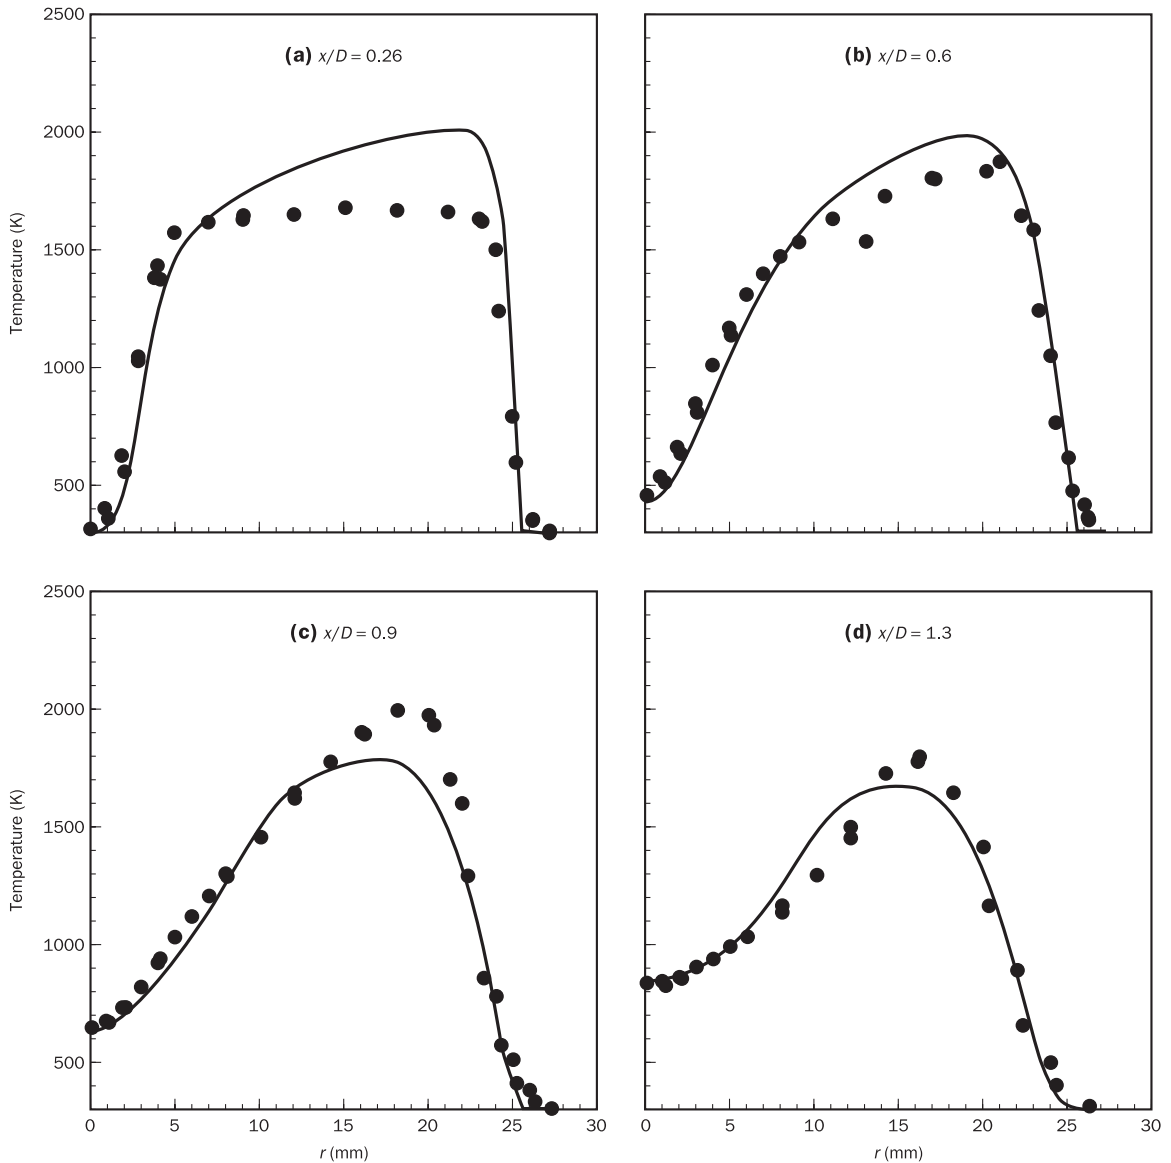 2500
(a) x/D = 0.26
(b) x/D = 0.6
2000
1500
Temperature (K)
1000
500
2500
(c) x/D = 0.9
(d) x/D = 1.3
2000
1500
Temperature (K)
1000
500
0 5 10 15 20 25 30
0 5 10 15 20 25 30
r (mm)
r (mm)